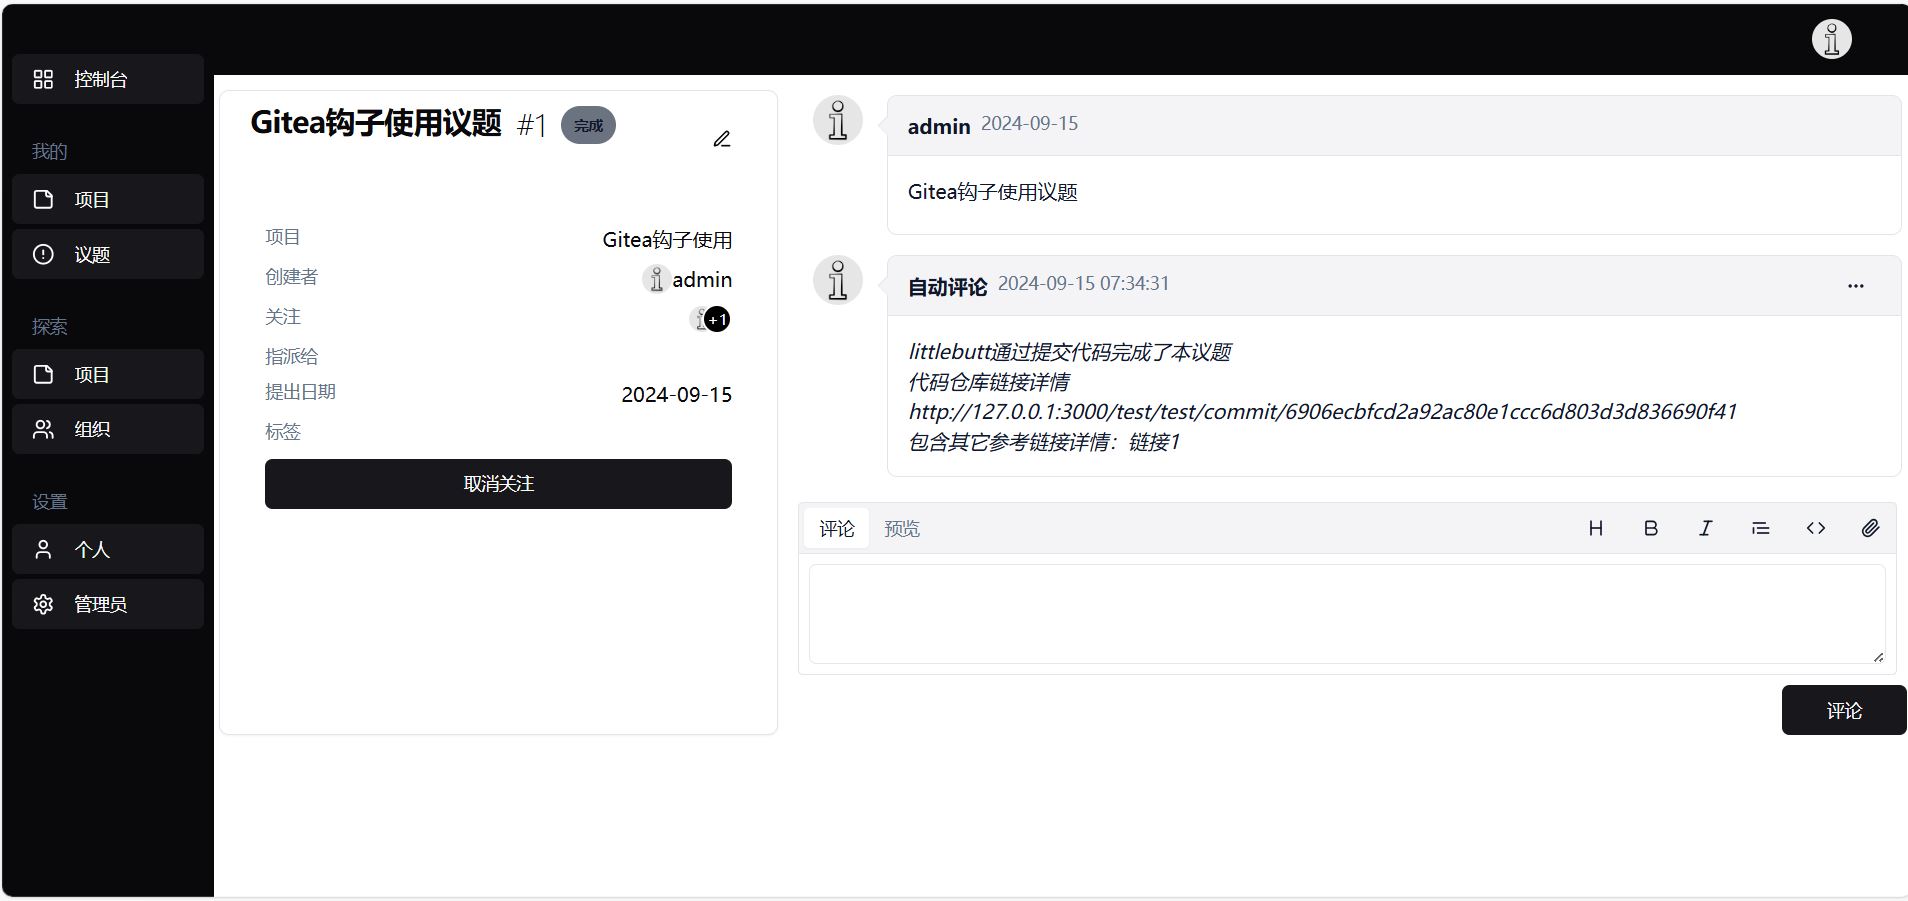 控制台
我的
项目
议题
探索
项目
组织
设置
个人
管理员
Gitea钩子使用议题 #1 完成
项目 Gitea钩子使用
创建者 admin
关注 +1
指派给
提出日期 2024-09-15
标签
取消关注
admin 2024-09-15
Gitea钩子使用议题
自动评论 2024-09-15 07:34:31
littlebutt通过提交代码完成了本议题
代码仓库链接详情
http://127.0.0.1:3000/test/test/commit/6906ecbfcd2a92ac80e1ccc6d803d3d836690f41
包含其它参考链接详情：链接1
评论 预览
评论